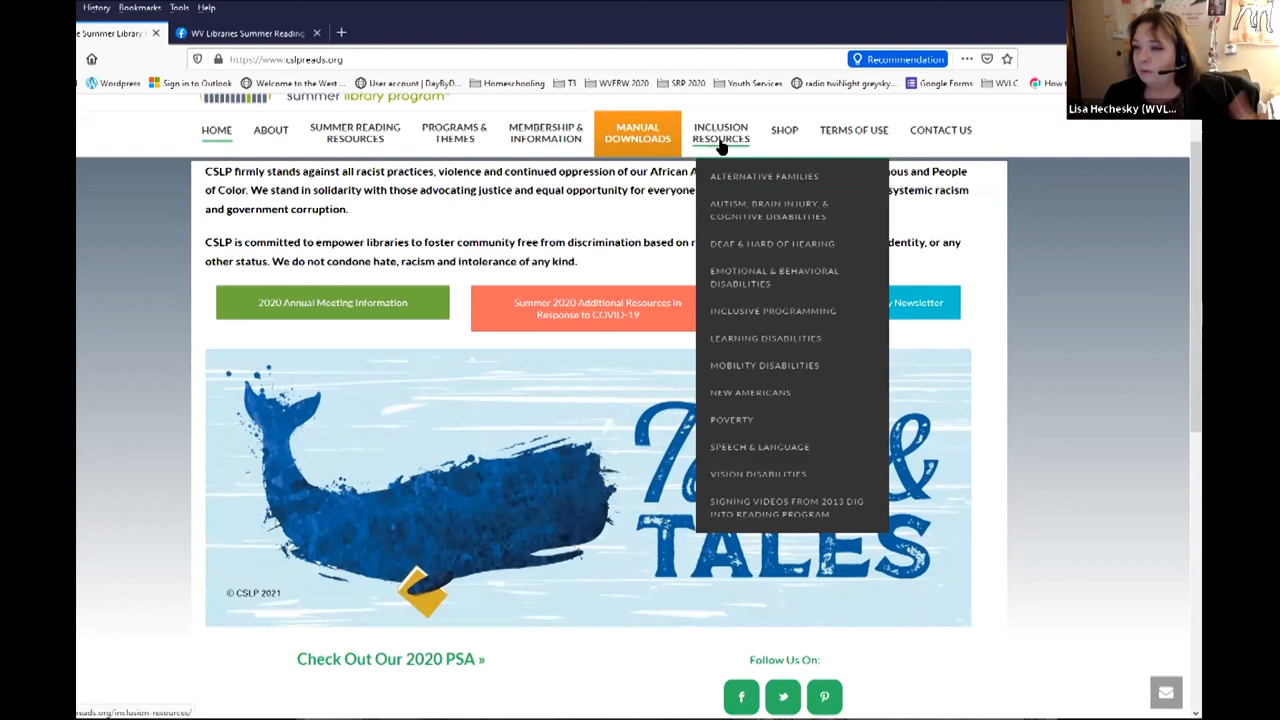 History Bookmarks Tools Help
e Summer Library
WV Libraries Summer Reading
https://www.cslpreads.org
Recommendation
Wordpress Sign in to Outlook Welcome to the West ... User account | DayByD... Homeschooling T3 WVFRW 2020 SRP 2020 Youth Services radio twiNoihly greysky... Google Forms WVLC How t
Lisa Hechesky (WVL...
summer library program
HOME
ABOUT
SUMMER READING
RESOURCES
PROGRAMS &
THEMES
MEMBERSHIP &
INFORMATION
MANUAL
DOWNLOADS
INCLUSION
RESOURCES
SHOP
TERMS OF USE
CONTACT US
CSLP firmly stands against all racist practices, violence and continued oppression of our African A nous and People
of Color. We stand in solidarity with those advocating justice and equal opportunity for everyone systemic racism
and government corruption.
CSLP is committed to empower libraries to foster community free from discrimination based on r dentity, or any
other status. We do not condone hate, racism and intolerance of any kind.
ALTERNATIVE FAMILIES
AUTISM, BRAIN INJURY, &
COGNITIVE DISABILITIES
DEAF & HARD OF HEARING
EMOTIONAL & BEHAVIORAL
DISABILITIES
INCLUSIVE PROGRAMMING
LEARNING DISABILITIES
MOBILITY DISABILITIES
NEW AMERICANS
POVERTY
SPEECH & LANGUAGE
VISION DISABILITIES
SIGNING VIDEOS FROM 2013 DIG
INTO READING PROGRAM
2020 Annual Meeting Information
Summer 2020 Additional Resources in
Response to COVID-19
y Newsletter
&
TALES
© CSLP 2021
Check Out Our 2020 PSA »
Follow Us On:
reads.org/inclusion-resources/